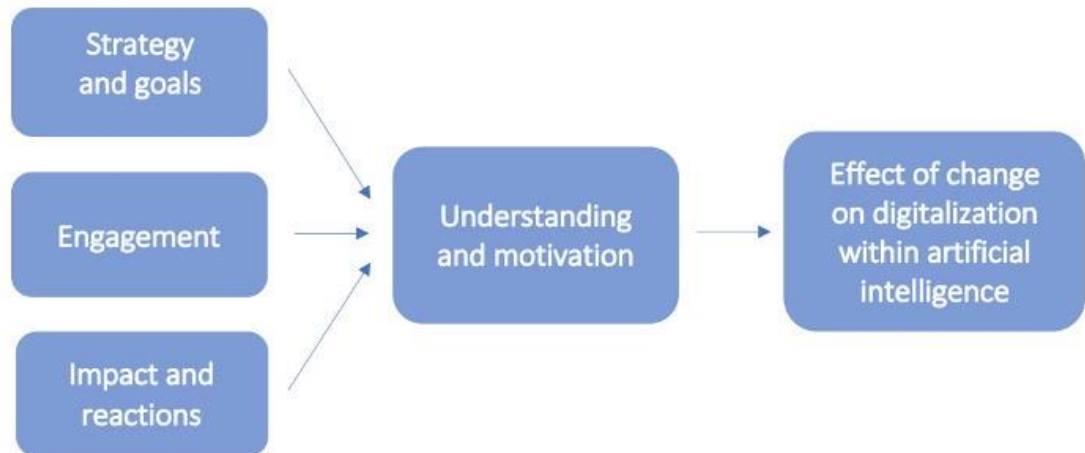 Strategy
and goals
Engagement
Impact and
reactions
Understanding
and motivation
Effect of change
on digitalization
within artificial
intelligence